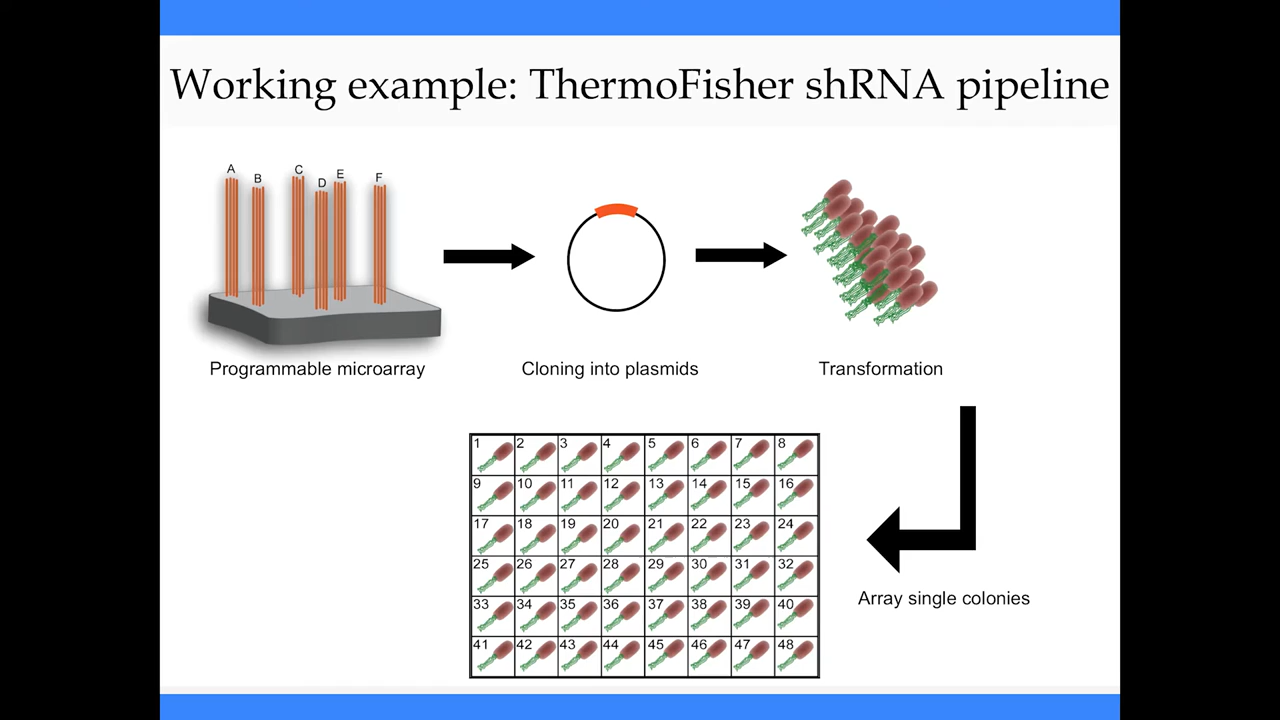 Working example: ThermoFisher shRNA pipeline
A B C D E F
Programmable microarray
Cloning into plasmids
Transformation
1 2 3 4 5 6 7 8
9 10 11 12 13 14 15 16
17 18 19 20 21 22 23 24
25 26 27 28 29 30 31 32
33 34 35 36 37 38 39 40
41 42 43 44 45 46 47 48
Array single colonies